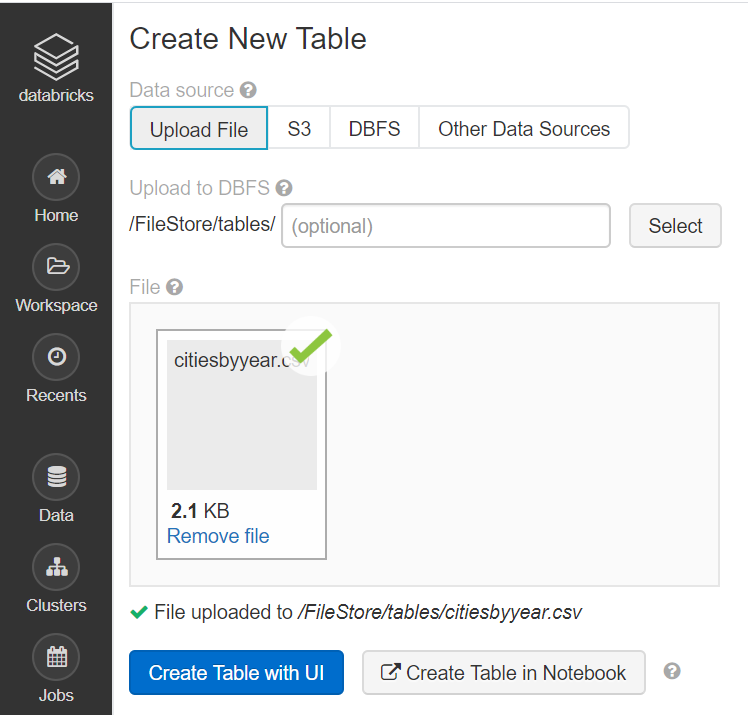 databricks
Home
Workspace
Recents
Data
Clusters
Jobs
Create New Table
Data source ?
Upload File S3 DBFS Other Data Sources
Upload to DBFS ?
/FileStore/tables/ (optional) Select
File ?
citiesbyyear.csv
2.1 KB
Remove file
File uploaded to /FileStore/tables/citiesbyyear.csv
Create Table with UI Create Table in Notebook ?